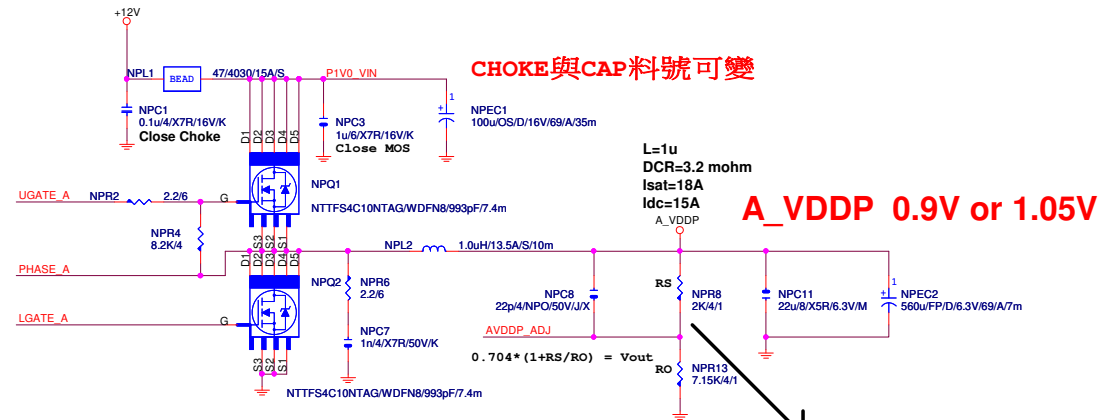 +12V
NPL1
BEAD
47/4030/15A/S
P1V0_VIN
CHOKE與CAP料號可變
NPC1
0.1u/4/X7R/16V/K
Close Choke
NPC3
1u/6/X7R/16V/K
Close MOS
1
+
NPEC1
100u/OS/D/16V/69/A/35m
D1
D2
D3
D4
D5
L=1u
DCR=3.2 mohm
Isat=18A
Idc=15A
A_VDDP
A_VDDP 0.9V or 1.05V
UGATE_A
NPR2
2.2/6
G
NPQ1
NTTFS4C10NTAG/WDFN8/993pF/7.4m
NPR4
8.2K/4
S3
S2
S1
PHASE_A
NPL2
1.0uH/13.5A/S/10m
D1
D2
D3
D4
D5
NPQ2
NPR6
2.2/6
NPC8
22p/4/NPO/50V/J/X
RS
NPR8
2K/4/1
NPC11
22u/8/X5R/6.3V/M
1
+
NPEC2
560u/FP/D/6.3V/69/A/7m
LGATE_A
G
NPC7
1n/4/X7R/50V/K
AVDDP_ADJ
0.704*(1+RS/RO) = Vout
RO
NPR13
7.15K/4/1
S3
S2
S1
NTTFS4C10NTAG/WDFN8/993pF/7.4m